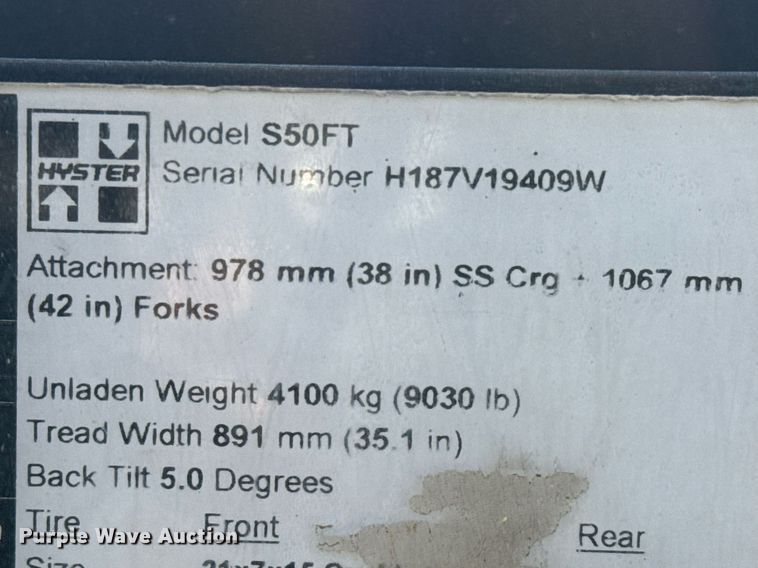 HYSTER
Model S50FT
Serial Number H187V19409W
Attachment: 978 mm (38 in) SS Crg - 1067 mm
(42 in) Forks
Unladen Weight 4100 kg (9030 lb)
Tread Width 891 mm (35.1 in)
Back Tilt 5.0 Degrees
Tire Front Rear
Purple Wave Auction
Size